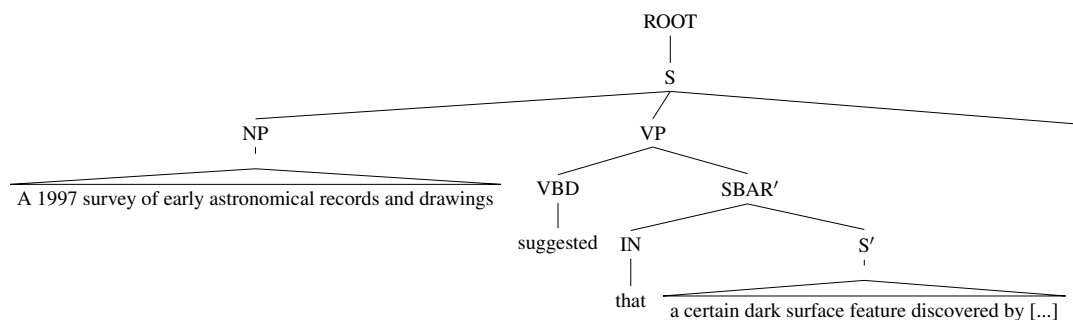 ROOT
S
NP VP
VBD SBAR′
A 1997 survey of early astronomical records and drawings
suggested IN S′
that a certain dark surface feature discovered by [...]